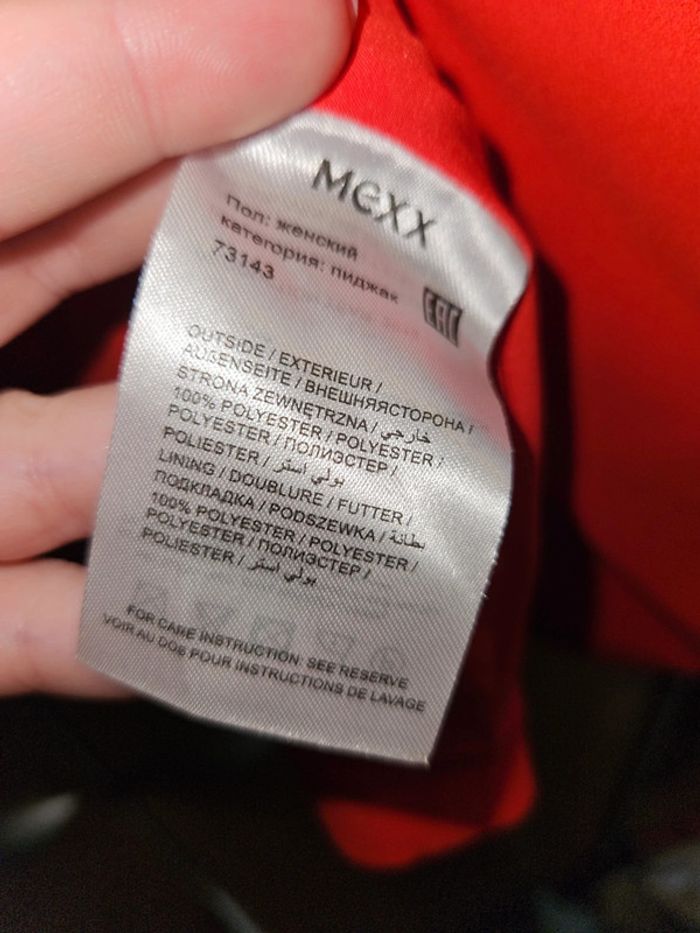 MEXX
Пол: женский
категория: пиджак
73143
EAC
OUTSIDE / EXTERIEUR /
AUßENSEITE / ВНЕШНЯЯСТОРОНА /
STRONA ZEWNĘTRZNA / خارجي /
100% POLYESTER / POLYESTER /
POLYESTER / ПОЛИЭСТЕР /
POLIESTER / بولي استر
LINING / DOUBLURE / FUTTER /
ПОДКЛАДКА / PODSZEWKA / بطانة /
100% POLYESTER / POLYESTER /
POLYESTER / ПОЛИЭСТЕР /
POLIESTER / بولي استر
FOR CARE INSTRUCTION: SEE RESERVE
VOIR AU DOE POUR INSTRUCTIONS DE LAVAGE